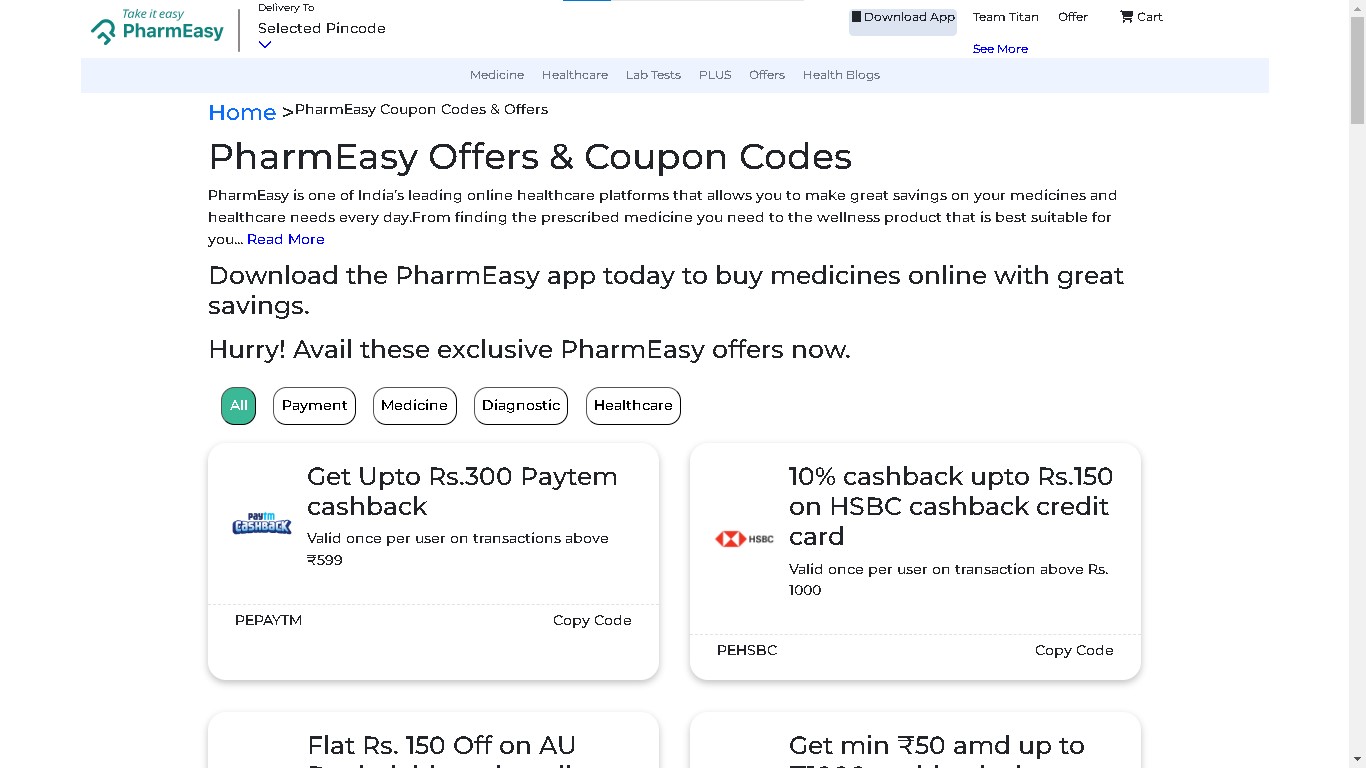 Take it easy
PharmEasy
Delivery To
Selected Pincode
Download App
Team Titan
Offer
Cart
See More
Medicine Healthcare Lab Tests PLUS Offers Health Blogs
Home >PharmEasy Coupon Codes & Offers
PharmEasy Offers & Coupon Codes
PharmEasy is one of India's leading online healthcare platforms that allows you to make great savings on your medicines and
healthcare needs every day.From finding the prescribed medicine you need to the wellness product that is best suitable for
you... Read More
Download the PharmEasy app today to buy medicines online with great
savings.
Hurry! Avail these exclusive PharmEasy offers now.
All Payment Medicine Diagnostic Healthcare
Get Upto Rs.300 Paytem
cashback
paytm
CASHBACK
Valid once per user on transactions above
₹599
PEPAYTM Copy Code
10% cashback upto Rs.150
on HSBC cashback credit
card
HSBC
Valid once per user on transaction above Rs.
1000
PEHSBC Copy Code
Flat Rs. 150 Off on AU
Get min ₹50 amd up to